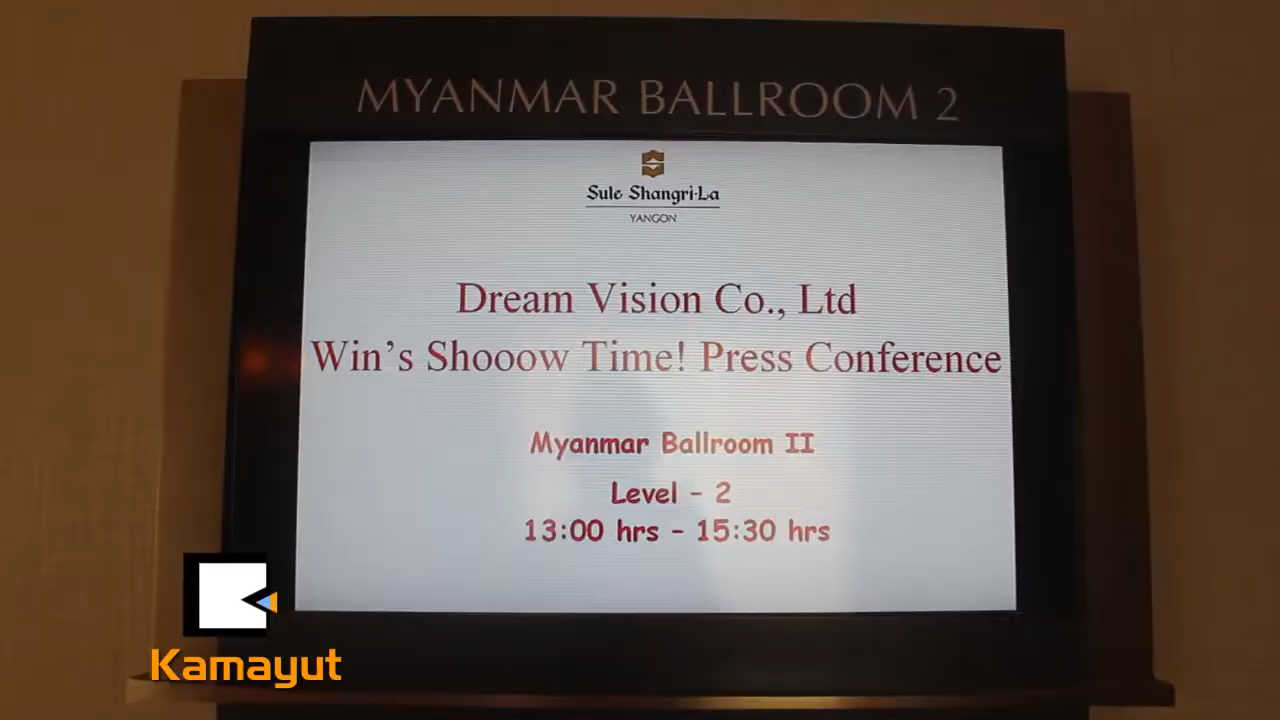 MYANMAR BALLROOM 2
Sule Shangri-La
YANGON
Dream Vision Co., Ltd
Win's Shooow Time! Press Conference
Myanmar Ballroom II
Level - 2
13:00 hrs - 15:30 hrs
Kamayut